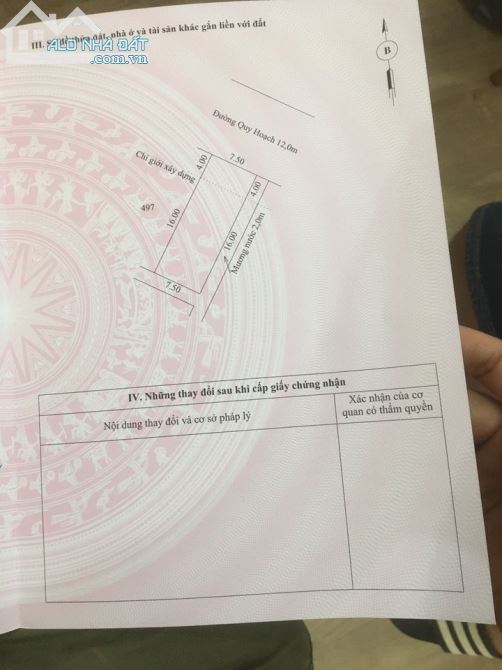 ALO NHÀ ĐẤT
.com.vn
III. Sơ đồ thửa đất, nhà ở và tài sản khác gắn liền với đất
B
Đường Quy Hoạch 12,0m
Chỉ giới xây dựng
4.00
7.50
4.00
497
16.00
16.00
Mương nước 2,0m
7.50
IV. Những thay đổi sau khi cấp giấy chứng nhận
Nội dung thay đổi và cơ sở pháp lý
Xác nhận của cơ
quan có thẩm quyền